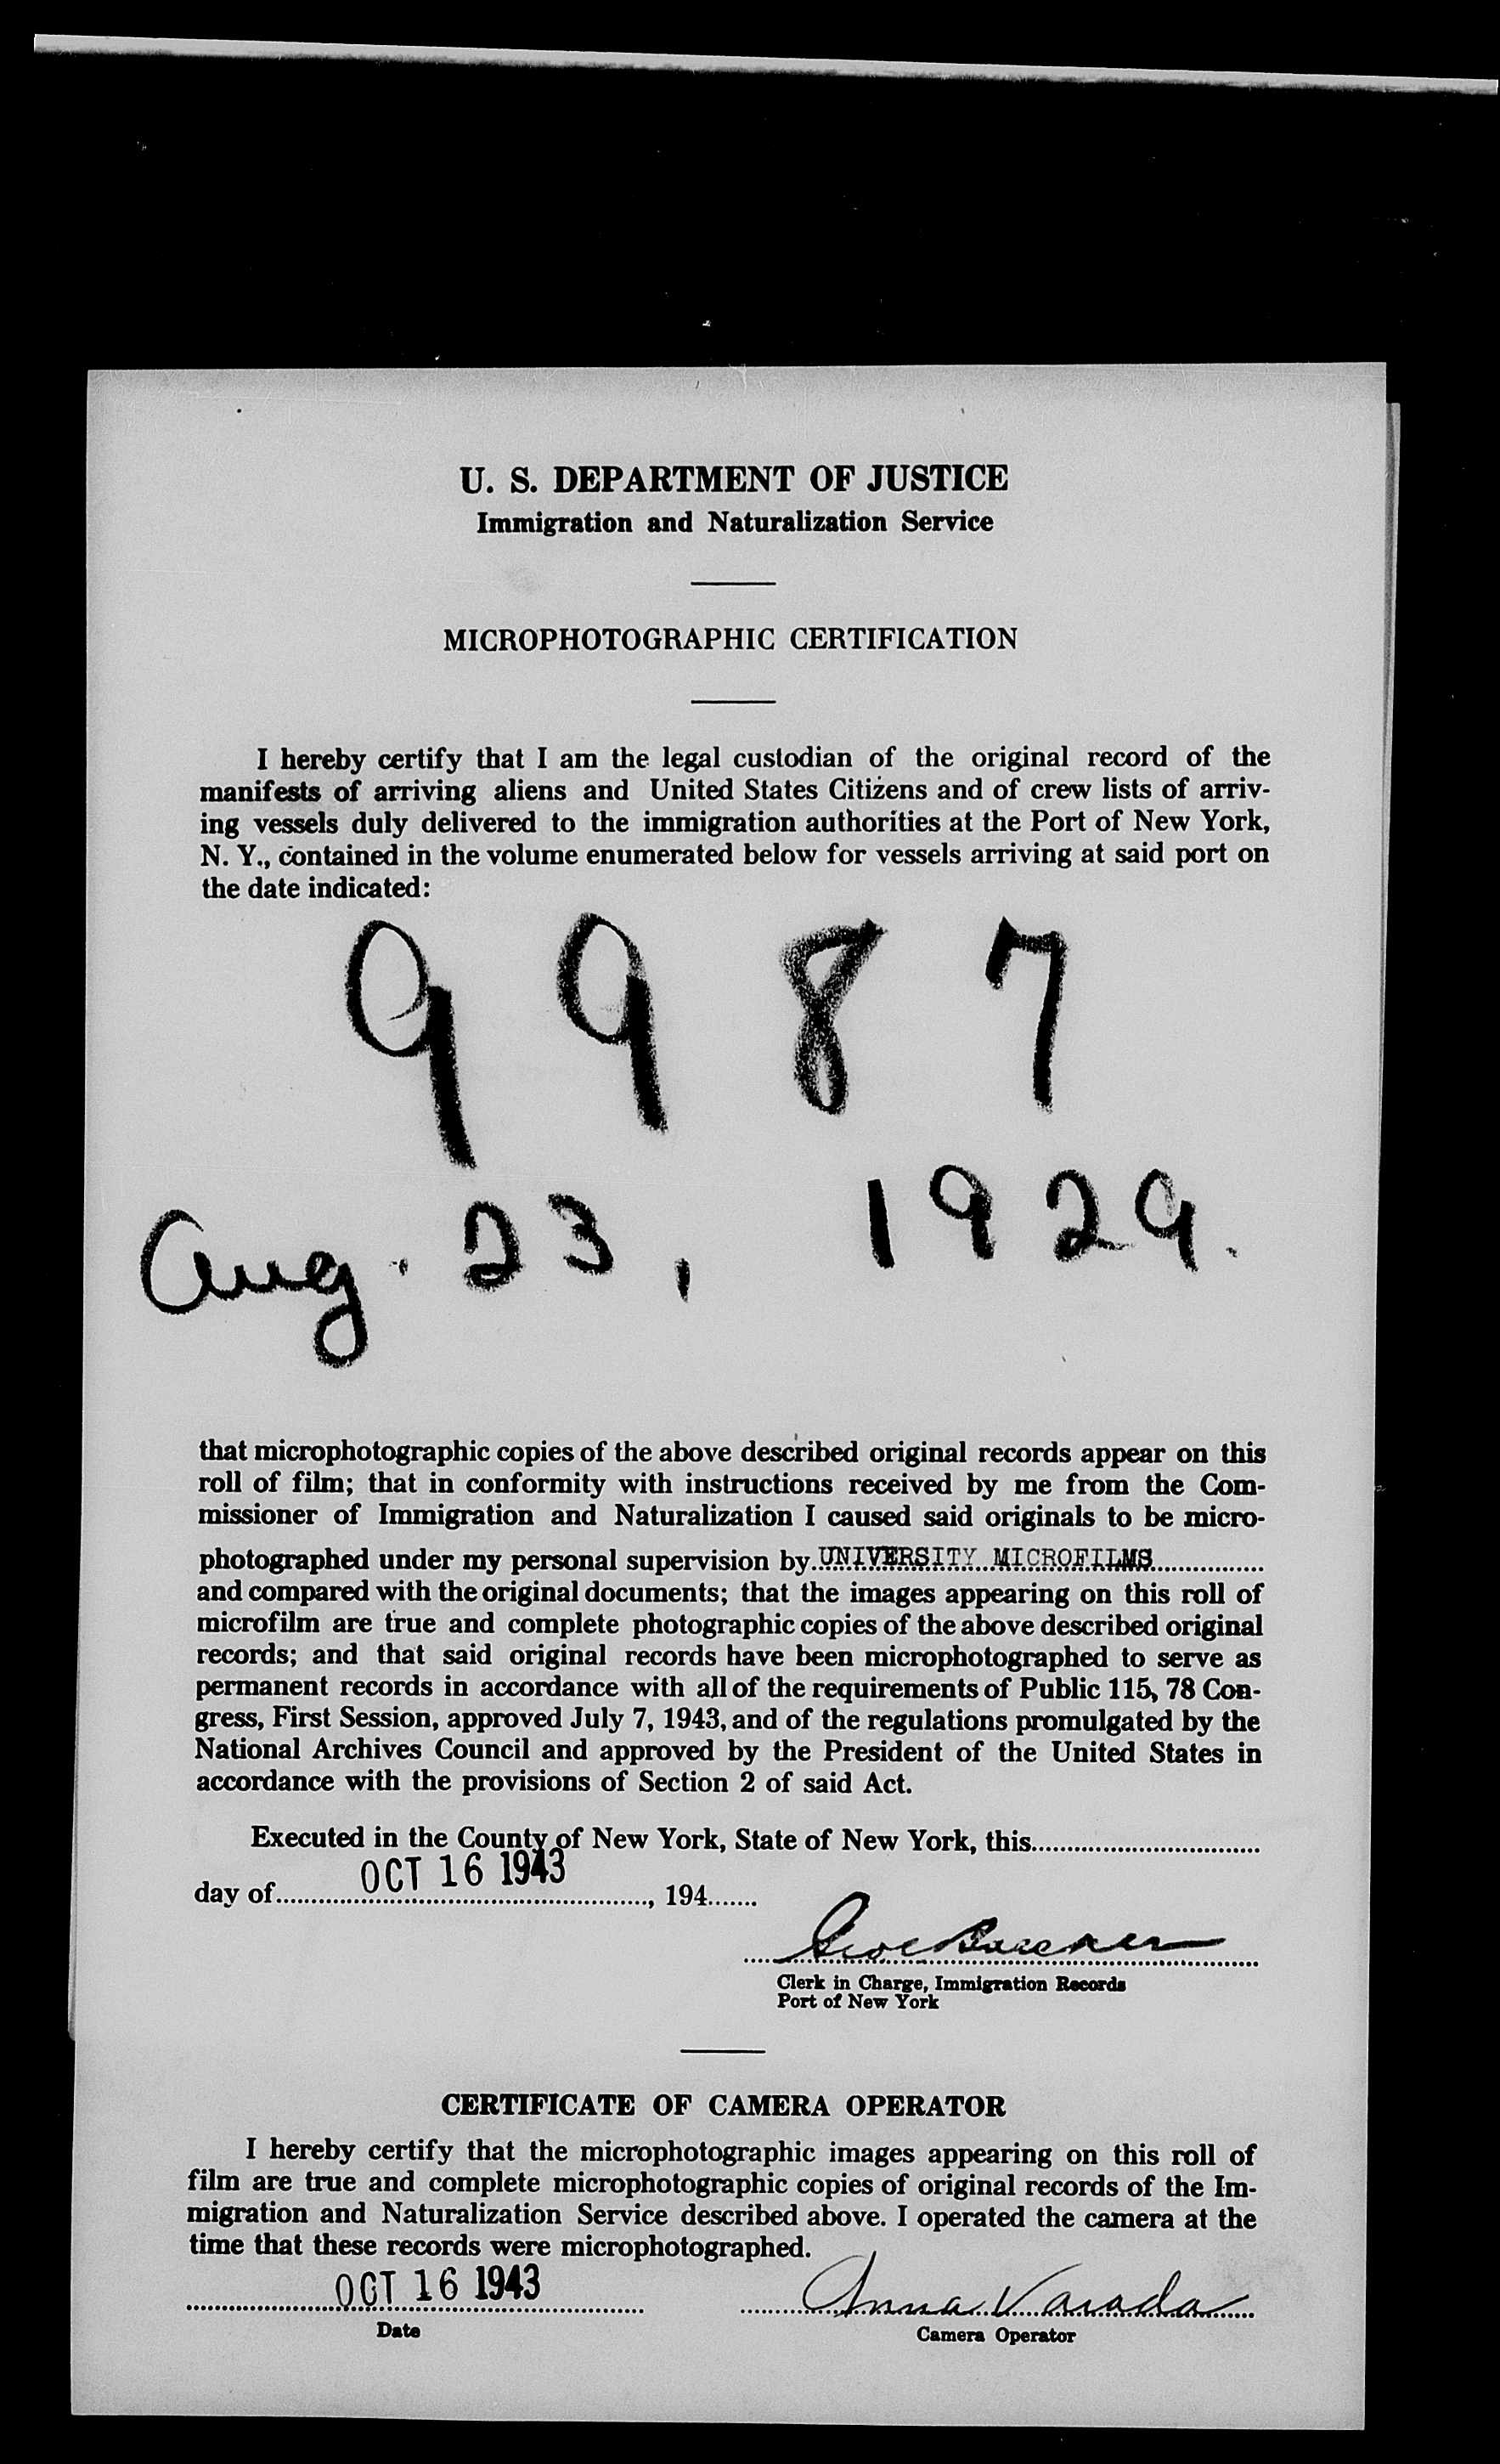 U. S. DEPARTMENT OF JUSTICE
Immigration and Naturalization Service
MICROPHOTOGRAPHIC CERTIFICATION
I hereby certify that I am the legal custodian of the original record of the
manifests of arriving aliens and United States Citizens and of crew lists of arriv-
ing vessels duly delivered to the immigration authorities at the Port of New York,
N. Y., contained in the volume enumerated below for vessels arriving at said port on
the date indicated:
9987
Aug. 23, 1929.
that microphotographic copies of the above described original records appear on this
roll of film; that in conformity with instructions received by me from the Com-
missioner of Immigration and Naturalization I caused said originals to be micro-
photographed under my personal supervision by UNIVERSITY MICROFILMS
and compared with the original documents; that the images appearing on this roll of
microfilm are true and complete photographic copies of the above described original
records; and that said original records have been microphotographed to serve as
permanent records in accordance with all of the requirements of Public 115, 78 Con-
gress, First Session, approved July 7, 1943, and of the regulations promulgated by the
National Archives Council and approved by the President of the United States in
accordance with the provisions of Section 2 of said Act.
Executed in the County of New York, State of New York, this
day of OCT 16 1943, 194
Clerk in Charge, Immigration Records
Port of New York
CERTIFICATE OF CAMERA OPERATOR
I hereby certify that the microphotographic images appearing on this roll of
film are true and complete microphotographic copies of original records of the Im-
migration and Naturalization Service described above. I operated the camera at the
time that these records were microphotographed.
OCT 16 1943 Anna Varada
Date
Camera Operator